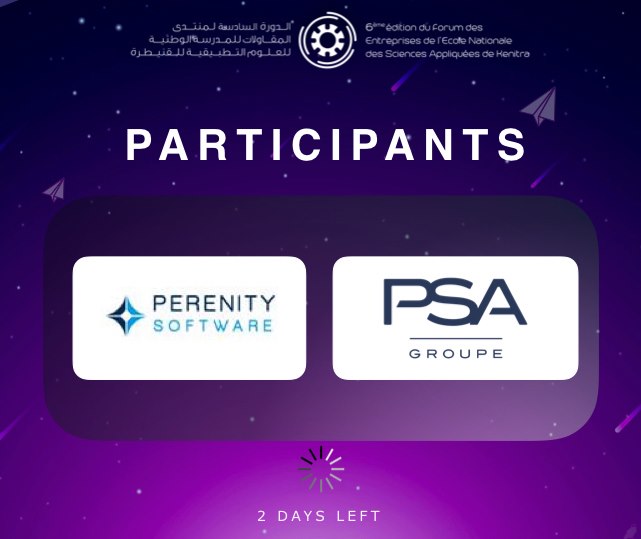 الدورة السادسة لمنتدى
المقاولات للمدرسة الوطنية
للعلوم التطبيقية للقنيطرة
6ème édition du Forum des
Entreprises de l'Ecole Nationale
des Sciences Appliquées de Kenitra
PARTICIPANTS
PERENITY
SOFTWARE
PSA
GROUPE
2 DAYS LEFT